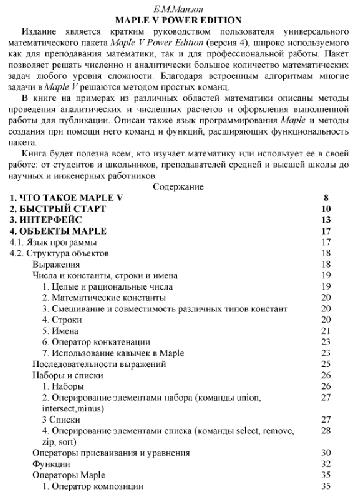 Б.М.Манзон
MAPLE V POWER EDITION
Издание является кратким руководством пользователя универсального
математического пакета Maple V Power Edition (версия 4), широко используемого
как для преподавания математики, так и для профессиональной работы. Пакет
позволяет решать численно и аналитически большое количество математических
задач любого уровня сложности. Благодаря встроенным алгоритмам многие
задачи в Maple V решаются методом простых команд.
В книге на примерах из различных областей математики описаны методы
проведения аналитических и численных расчетов и оформления выполненной
работы для публикации. Описан также язык программирования Maple и методы
создания при помощи него команд и функций, расширяющих функциональность
пакета.
Книга будет полезна всем, кто изучает математику или использует ее в своей
работе: от студентов и школьников, преподавателей средней и высшей школы до
научных и инженерных работников
Содержание
1. ЧТО ТАКОЕ MAPLE V 8
2. БЫСТРЫЙ СТАРТ 10
3. ИНТЕРФЕЙС 13
4. ОБЪЕКТЫ MAPLE 17
4.1. Язык программы 17
4.2. Структура объектов 18
Выражения 18
Числа и константы, строки и имена 19
1. Целые и рациональные числа 19
2. Математические константы 20
3. Смешивание и совместимость различных типов констант 20
4. Строки 20
5. Имена 21
6. Оператор конкатенации 23
7. Использование кавычек в Maple 23
Последовательности выражений 25
Наборы и списки 26
1. Наборы 26
2. Оперирование элементами набора (команды union, 27
intersect,minus)
3 Списки 27
4. Оперирование элементами списка (команды select, remove, 28
zip, sort)
Операторы присваивания и уравнения 30
Функции 32
Операторы Maple 35
1. Оператор композиции 35